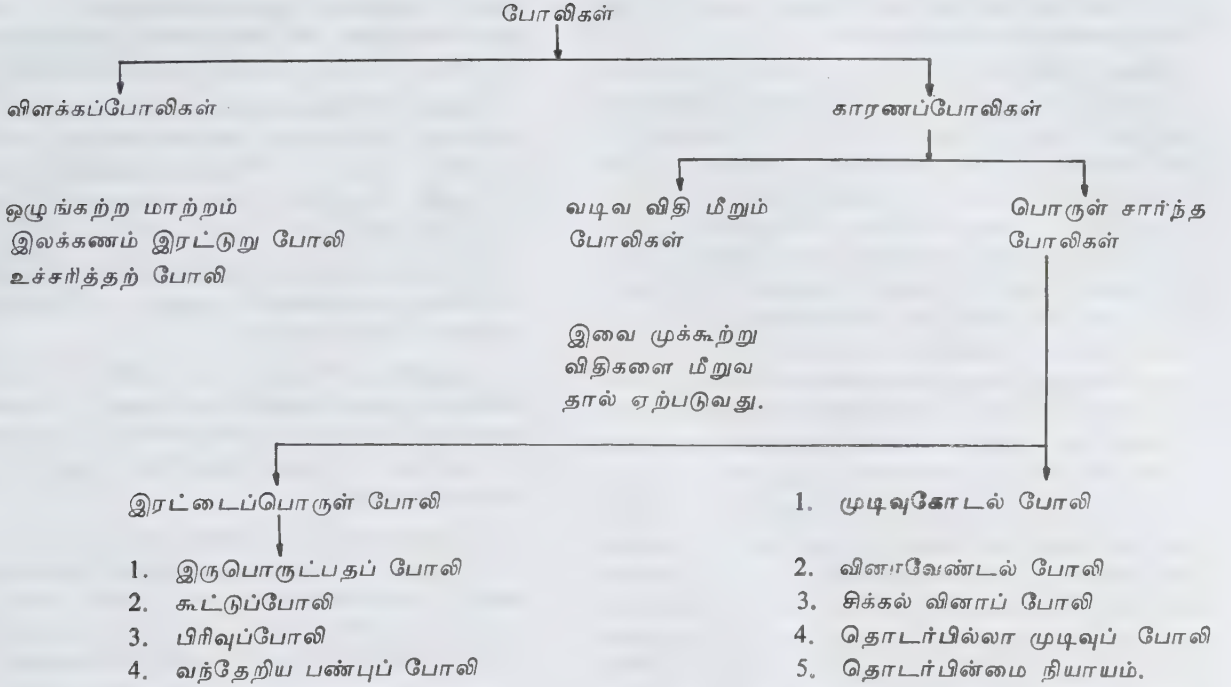 போலிகள்
விளக்கப்போலிகள்
காரணப்போலிகள்
ஒழுங்கற்ற மாற்றம்
இலக்கணம் இரட்டுறு போலி
உச்சரித்தற் போலி
வடிவ விதி மீறும்
போலிகள்
பொருள் சார்ந்த
போலிகள்
இவை முக்கூற்று
விதிகளை மீறுவ
தால் ஏற்படுவது.
இரட்டைப்பொருள் போலி
1. இருபொருட்பதப் போலி
2. கூட்டுப்போலி
3. பிரிவுப்போலி
4. வந்தேறிய பண்புப் போலி
1. முடிவுகோடல் போலி
2. வினாவேண்டல் போலி
3. சிக்கல் வினாப் போலி
4. தொடர்பில்லா முடிவுப் போலி
5. தொடர்பின்மை நியாயம்.